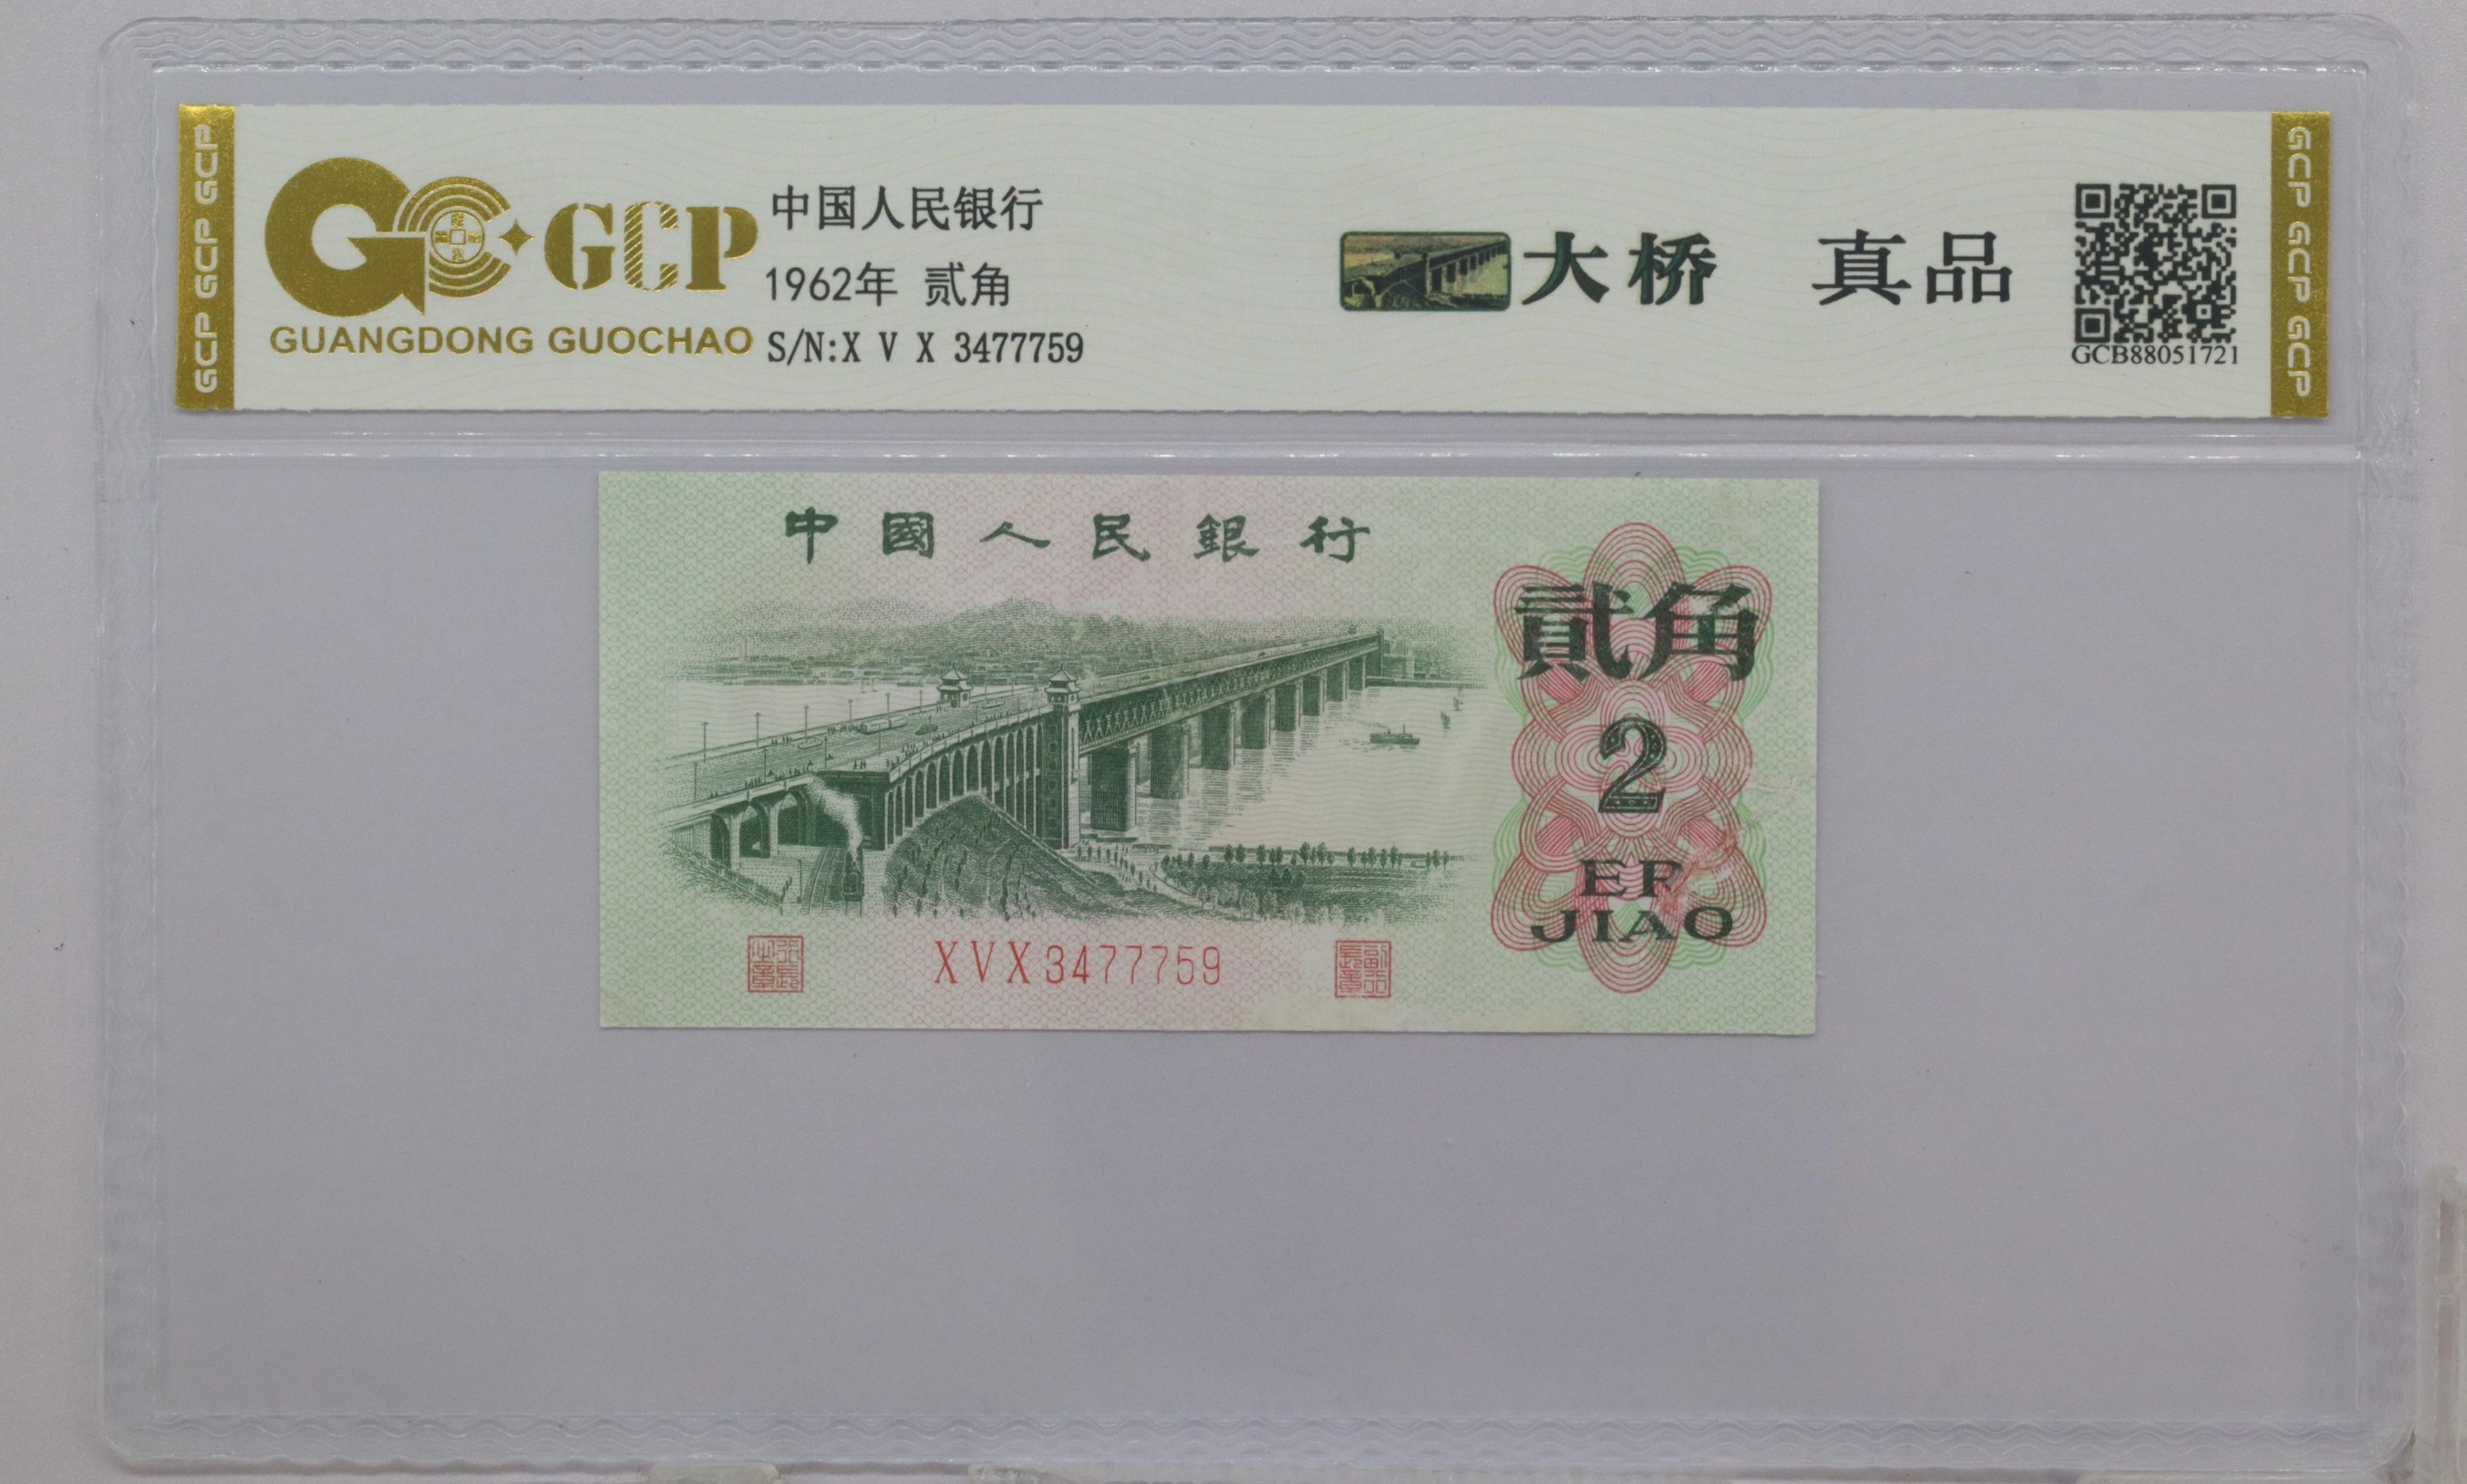 GCP GCP GCP
GCP
GUANGDONG GUOCHAO
中国人民银行
1962年 贰角
S/N:X V X 3477759
大桥 真品
GCB88051721
GCP GCP GCP
中國人民銀行
貳角
2
ER
JIAO
XVX3477759